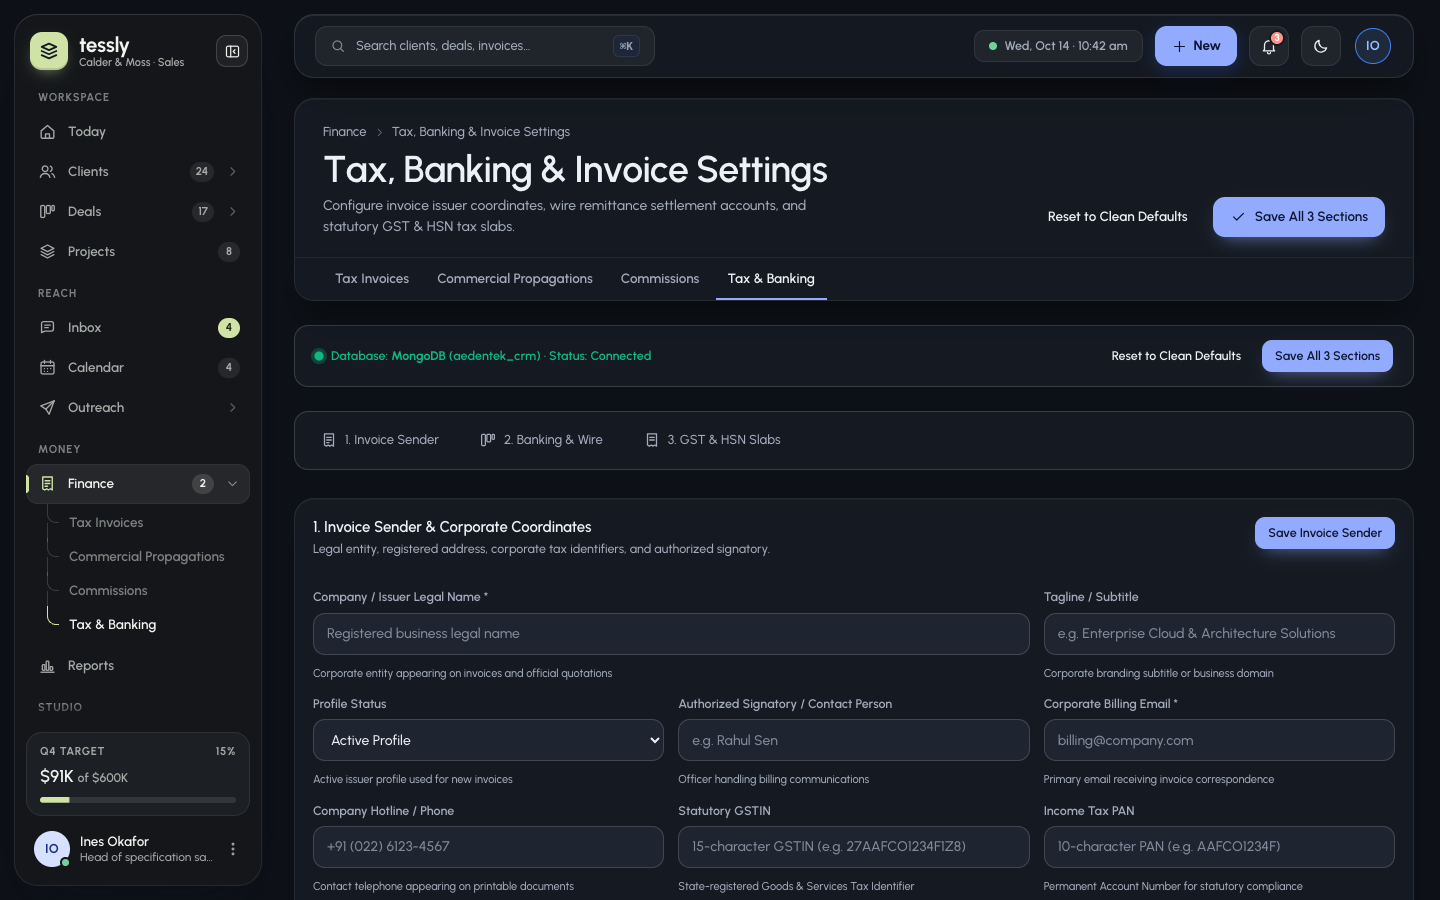 tessly
Calder & Moss · Sales
WORKSPACE
Today
Clients 24
Deals 17
Projects 8
REACH
Inbox 4
Calendar 4
Outreach
MONEY
Finance 2
Tax Invoices
Commercial Propagations
Commissions
Tax & Banking
Reports
STUDIO
Q4 TARGET 15%
$91K of $600K
IO
Ines Okafor
Head of specification sa...
Search clients, deals, invoices... ⌘K
Wed, Oct 14 · 10:42 am
New
3
IO
Finance > Tax, Banking & Invoice Settings
Tax, Banking & Invoice Settings
Configure invoice issuer coordinates, wire remittance settlement accounts, and
statutory GST & HSN tax slabs.
Reset to Clean Defaults
Save All 3 Sections
Tax Invoices Commercial Propagations Commissions Tax & Banking
Database: MongoDB (aedentek_crm) · Status: Connected
Reset to Clean Defaults
Save All 3 Sections
1. Invoice Sender 2. Banking & Wire 3. GST & HSN Slabs
1. Invoice Sender & Corporate Coordinates
Legal entity, registered address, corporate tax identifiers, and authorized signatory.
Save Invoice Sender
Company / Issuer Legal Name *
Registered business legal name
Corporate entity appearing on invoices and official quotations
Tagline / Subtitle
e.g. Enterprise Cloud & Architecture Solutions
Corporate branding subtitle or business domain
Profile Status
Active Profile
Active issuer profile used for new invoices
Authorized Signatory / Contact Person
e.g. Rahul Sen
Officer handling billing communications
Corporate Billing Email *
billing@company.com
Primary email receiving invoice correspondence
Company Hotline / Phone
+91 (022) 6123-4567
Contact telephone appearing on printable documents
Statutory GSTIN
15-character GSTIN (e.g. 27AAFCO1234F1Z8)
State-registered Goods & Services Tax Identifier
Income Tax PAN
10-character PAN (e.g. AAFCO1234F)
Permanent Account Number for statutory compliance